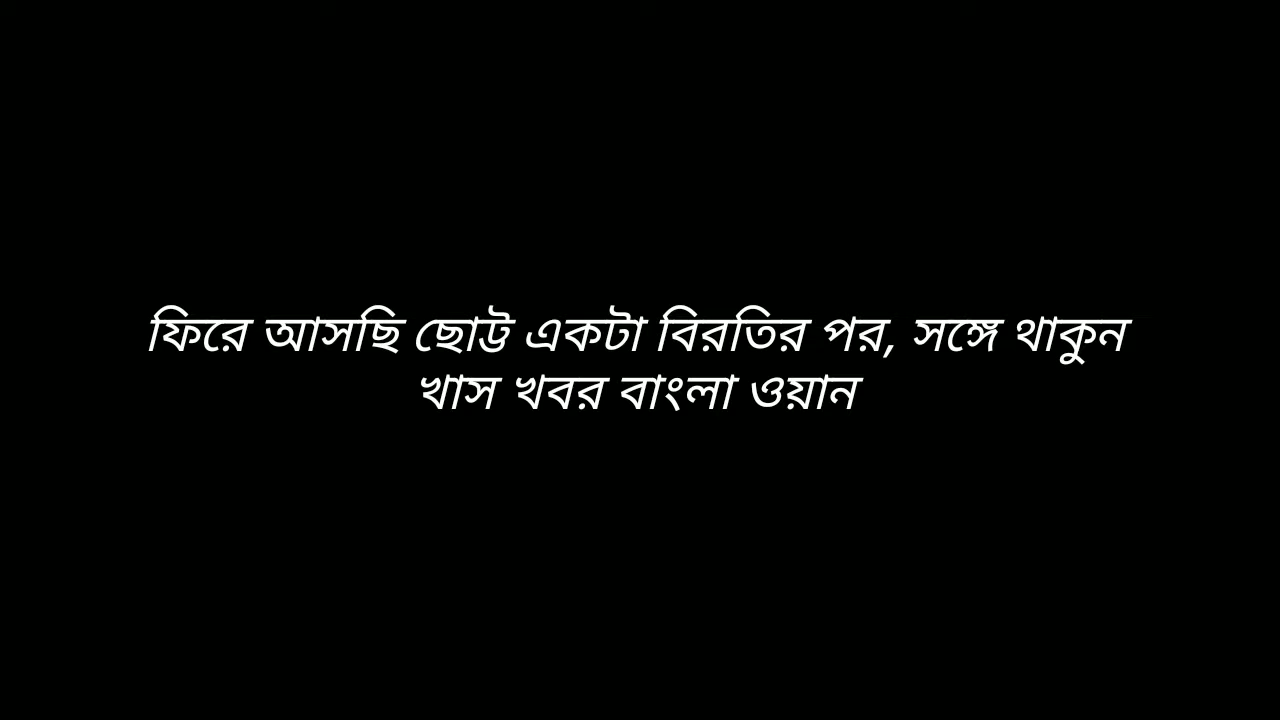 ফিরে আসছি ছোট্ট একটা বিরতির পর, সঙ্গে থাকুন
খাস খবর বাংলা ওয়ান